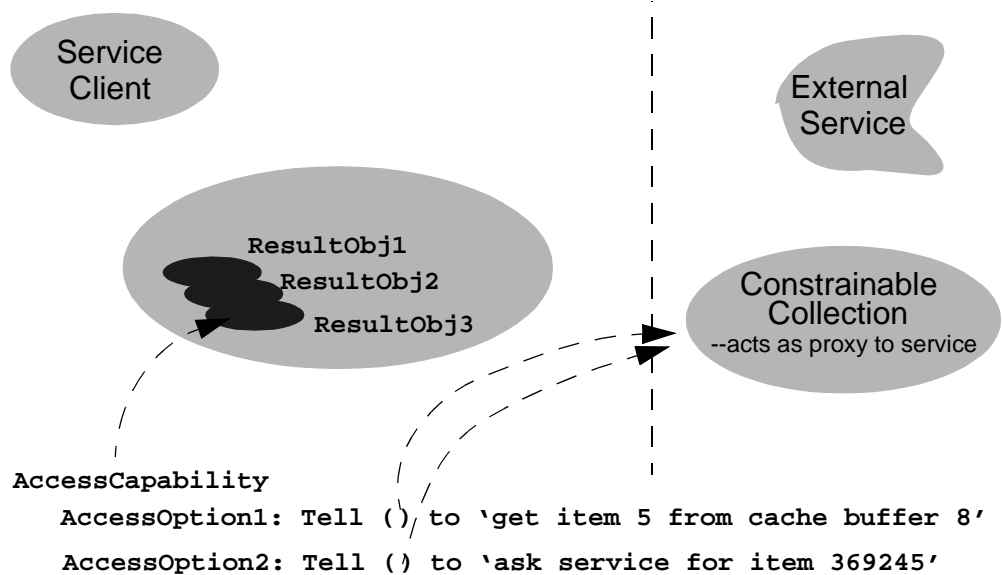 Service
Client
External
Service
ResultObj1
ResultObj2
ResultObj3
Constrainable
Collection
--acts as proxy to service
AccessCapability
AccessOption1: Tell () to ‘get item 5 from cache buffer 8’
AccessOption2: Tell () to ‘ask service for item 369245’